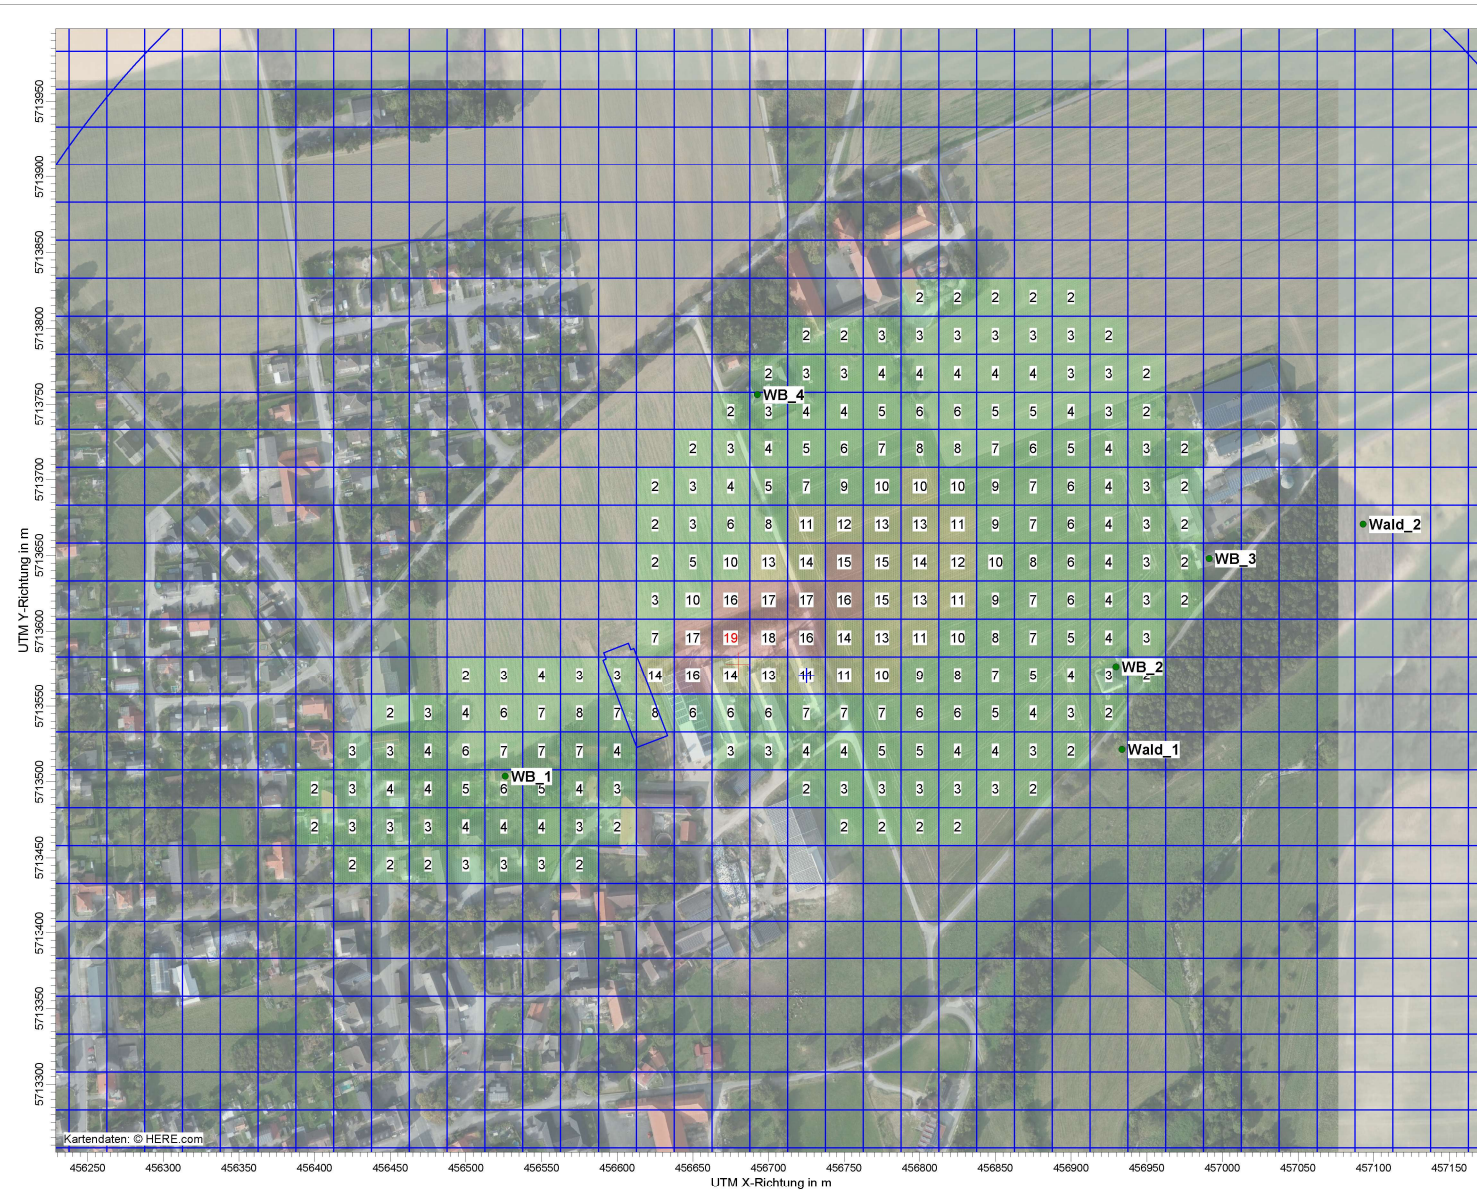 5713950
5713900
5713850
5713800
5713750
5713700
5713650
5713600
5713550
5713500
5713450
5713400
5713350
5713300
UTM Y-Richtung in m
2 2 2 2 2
2 2 3 3 3 3 3 3 2
2 3 3 4 4 4 4 4 3 3 2
WB_4
2 3 4 4 5 6 6 5 5 4 3 2
2 3 4 5 6 7 8 8 7 6 5 4 3 2
2 3 4 5 7 9 10 10 10 9 7 6 4 3 2
2 3 6 8 11 12 13 13 11 9 7 6 4 3 2
Wald_2
2 5 10 13 14 15 15 14 12 10 8 6 4 3 2
WB_3
3 10 16 17 17 16 15 13 11 9 7 6 4 3 2
7 17 19 18 16 14 13 11 10 8 7 5 4 3
WB_2
2 3 4 3 3 14 16 14 13 11 11 10 9 8 7 5 4 3 2
2 3 4 6 7 8 7 8 6 6 6 7 7 7 6 6 5 4 3 2
3 3 4 6 7 7 7 4 3 3 4 4 5 5 4 4 3 2
Wald_1
WB_1
2 3 4 4 5 6 5 4 3 2 3 3 3 3 3 2
2 3 3 3 4 4 4 3 2 2 2 2 2
2 2 2 3 3 3 2
Kartendaten: © HERE.com
456250 456300 456350 456400 456450 456500 456550 456600 456650 456700 456750 456800 456850 456900 456950 457000 457050 457100 457150
UTM X-Richtung in m